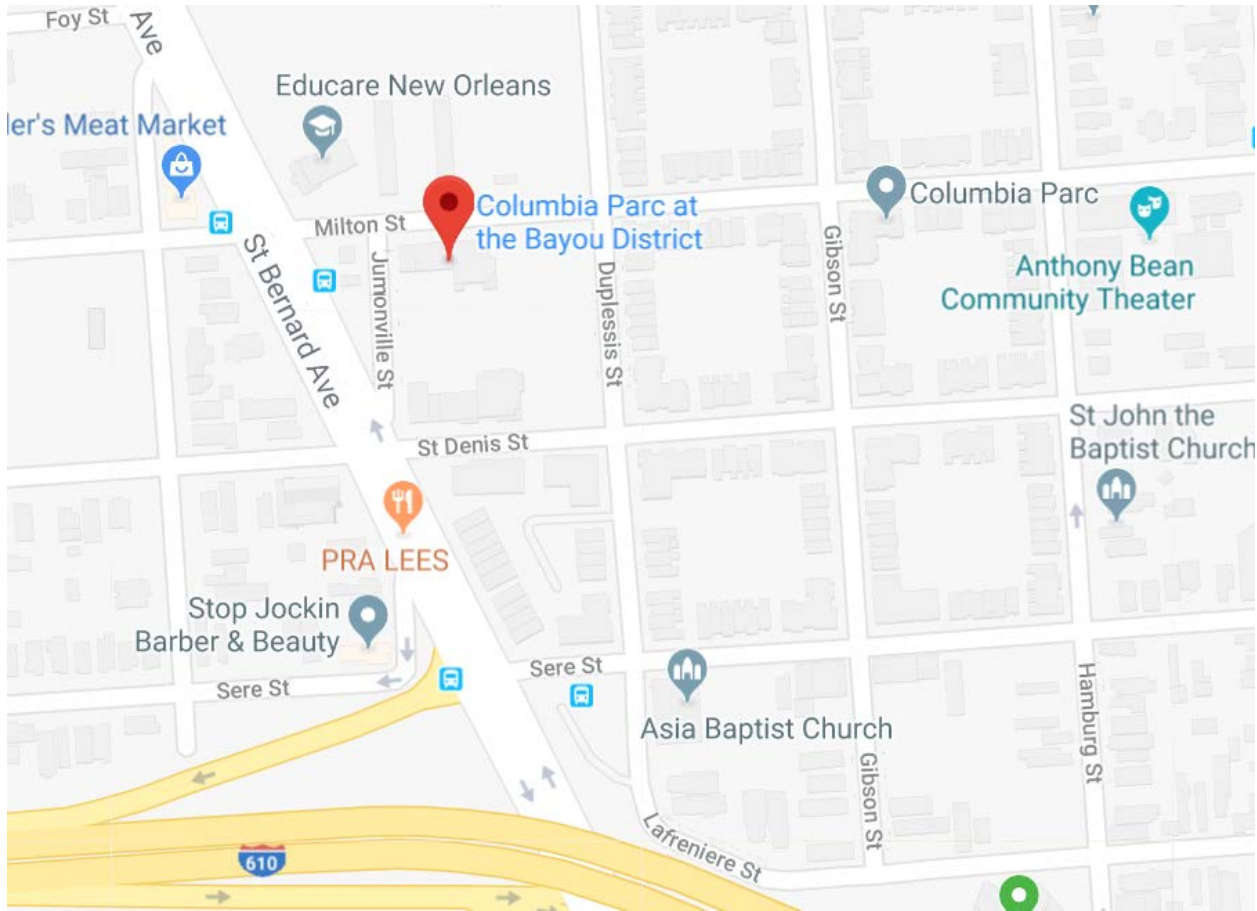 Foy St
Ave
Educare New Orleans
ler's Meat Market
Milton St
Columbia Parc at
the Bayou District
Columbia Parc
St Bernard Ave
Jumonville St
Duplessis St
Gibson St
Anthony Bean
Community Theater
St Denis St
St John the
Baptist Church
PRA LEES
Stop Jockin
Barber & Beauty
Sere St
Sere St
Asia Baptist Church
Hamburg St
Gibson St
Lafreniere St
610